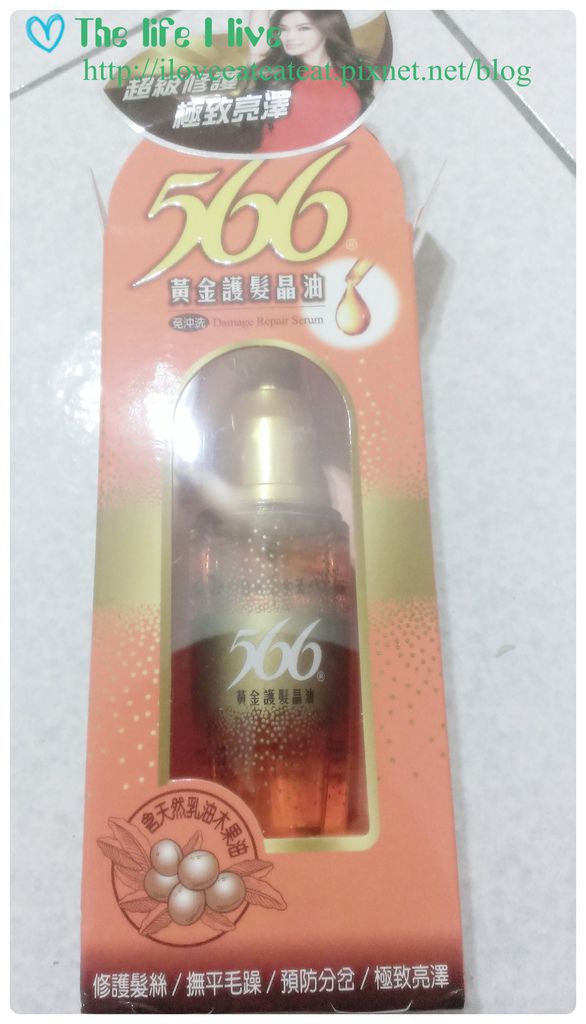 The life I live
http://iloveeateateat.pixnet.net/blog
超級修護
極致亮澤
566®
黃金護髮晶油
免沖洗 Damage Repair Serum
566®
黃金護髮晶油
含天然乳油木果油
修護髮絲/撫平毛躁/預防分岔/極致亮澤